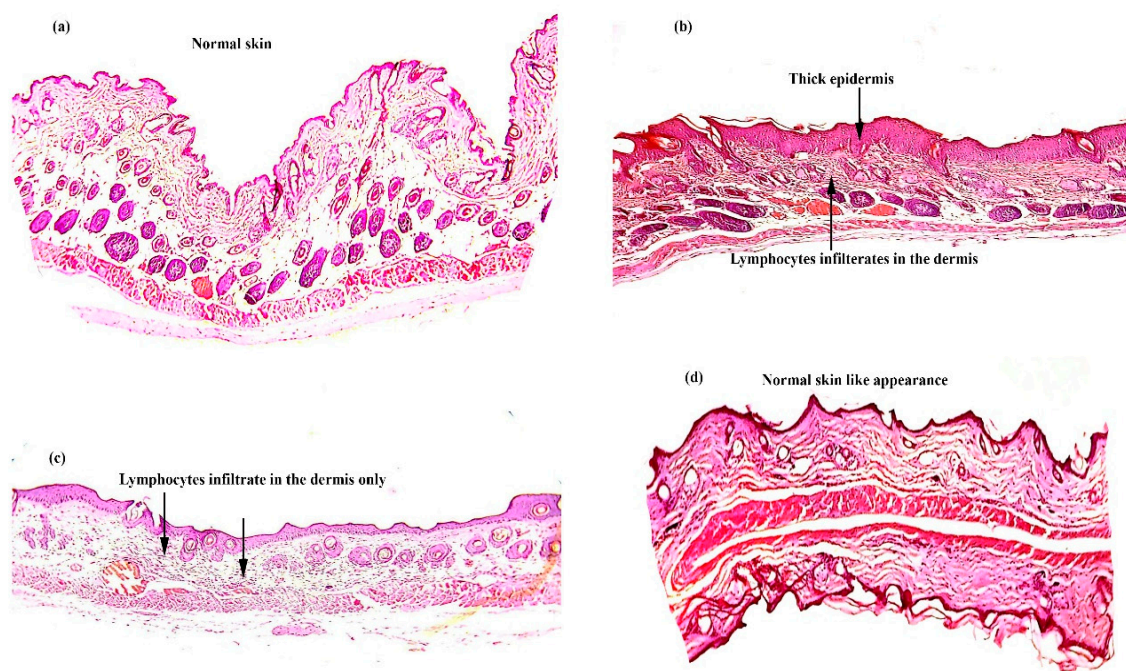 (a)
Normal skin
(b)
Thick epidermis
Lymphocytes infilterates in the dermis
(c)
Lymphocytes infiltrate in the dermis only
(d)
Normal skin like appearance